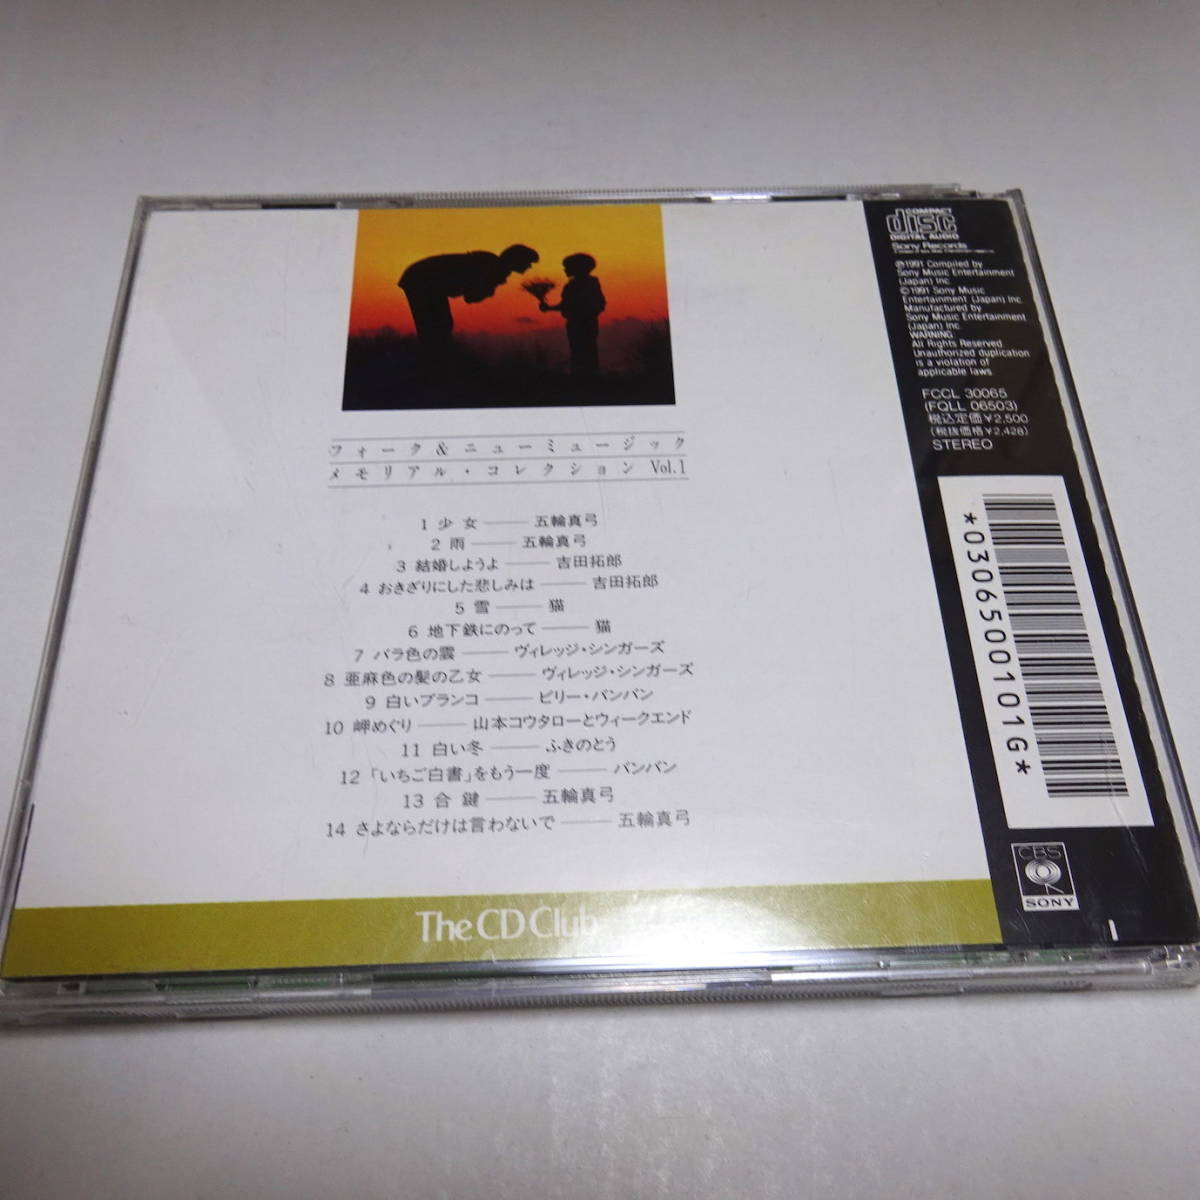 フォーク&ニューミュージック
メモリアル・コレクション Vol.1
1 少女――五輪真弓
2 雨――五輪真弓
3 結婚しようよ――吉田拓郎
4 おきざりにした悲しみは――吉田拓郎
5 雪――猫
6 地下鉄にのって――猫
7 バラ色の雲――ヴィレッジ・シンガーズ
8 亜麻色の髪の乙女――ヴィレッジ・シンガーズ
9 白いブランコ――ビリー・バンバン
10 岬めぐり――山本コウタローとウィークエンド
11 白い冬――ふきのとう
12 「いちご白書」をもう一度――バンバン
13 合鍵――五輪真弓
14 さよならだけは言わないで――五輪真弓
The CD Club
COMPACT
disc
DIGITAL AUDIO
Sony Records
℗1991 Compiled by
Sony Music Entertainment
(Japan) Inc.
©1991 Sony Music
Entertainment (Japan) Inc.
Manufactured by
Sony Music Entertainment
(Japan) Inc.
WARNING
All Rights Reserved.
Unauthorized duplication
is a violation of
applicable laws.
FCCL 30065
(FQLL 06503)
税込定価¥2,500
(税抜価格¥2,428)
STEREO
*0306500101G*
CBS
SONY